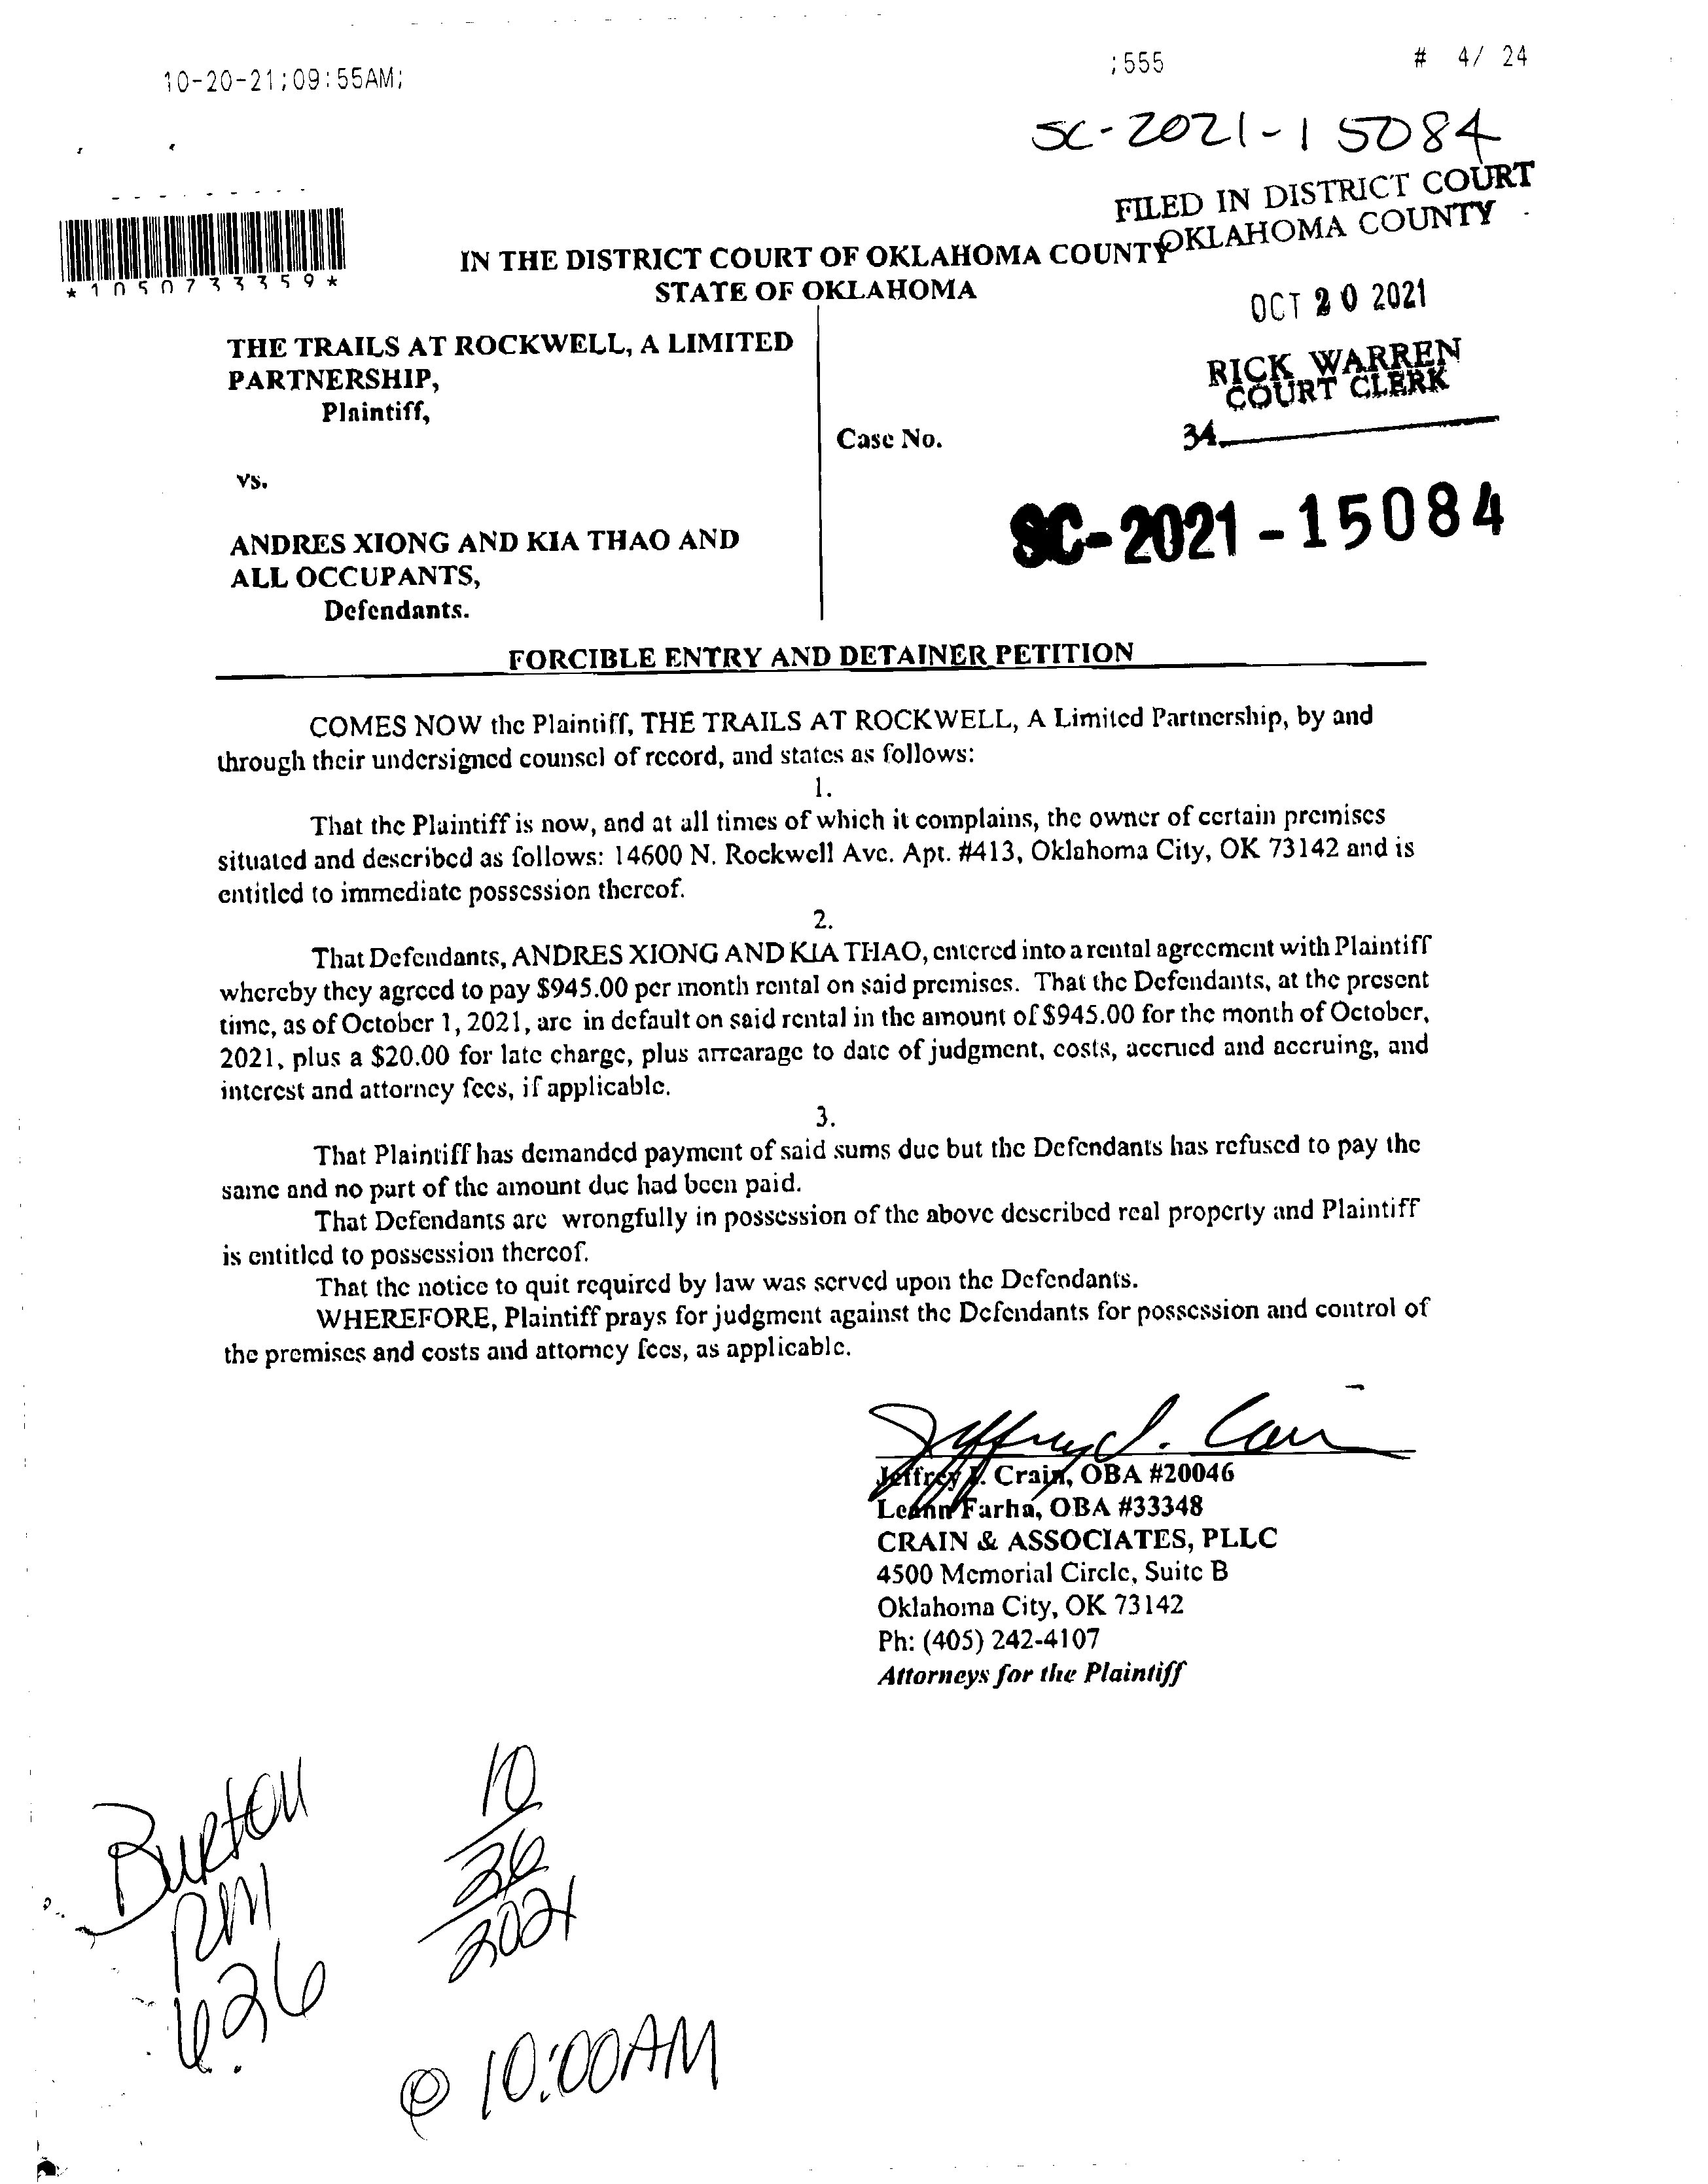 10-20-21;09:55AM; ;555 # 4/ 24
SC-2021-15084
FILED IN DISTRICT COURT
OKLAHOMA COUNTY
*1050733359*
IN THE DISTRICT COURT OF OKLAHOMA COUNTY
STATE OF OKLAHOMA
OCT 20 2021
RICK WARREN
COURT CLERK
34
THE TRAILS AT ROCKWELL, A LIMITED
PARTNERSHIP,
Plaintiff,
Case No.
vs.
SC-2021-15084
ANDRES XIONG AND KIA THAO AND
ALL OCCUPANTS,
Defendants.
FORCIBLE ENTRY AND DETAINER PETITION
COMES NOW the Plaintiff, THE TRAILS AT ROCKWELL, A Limited Partnership, by and
through their undersigned counsel of record, and states as follows:
1.
That the Plaintiff is now, and at all times of which it complains, the owner of certain premises
situated and described as follows: 14600 N. Rockwell Ave. Apt. #413, Oklahoma City, OK 73142 and is
entitled to immediate possession thereof.
2.
That Defendants, ANDRES XIONG AND KIA THAO, entered into a rental agreement with Plaintiff
whereby they agreed to pay $945.00 per month rental on said premises. That the Defendants, at the present
time, as of October 1, 2021, are in default on said rental in the amount of $945.00 for the month of October,
2021, plus a $20.00 for late charge, plus arrearage to date of judgment, costs, accrued and accruing, and
interest and attorney fees, if applicable.
3.
That Plaintiff has demanded payment of said sums due but the Defendants has refused to pay the
same and no part of the amount due had been paid.
That Defendants are wrongfully in possession of the above described real property and Plaintiff
is entitled to possession thereof.
That the notice to quit required by law was served upon the Defendants.
WHEREFORE, Plaintiff prays for judgment against the Defendants for possession and control of
the premises and costs and attorney fees, as applicable.
Jeffrey I. Crain
Jeffrey I. Crain, OBA #20046
Leann Farha, OBA #33348
CRAIN & ASSOCIATES, PLLC
4500 Memorial Circle, Suite B
Oklahoma City, OK 73142
Ph: (405) 242-4107
Attorneys for the Plaintiff
Burton
RM
626
10
26
2021
@ 10:00AM